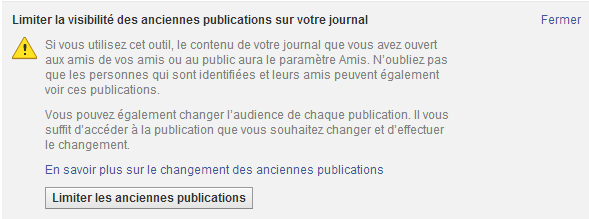 Limiter la visibilité des anciennes publications sur votre journal
Fermer
Si vous utilisez cet outil, le contenu de votre journal que vous avez ouvert
aux amis de vos amis ou au public aura le paramètre Amis. N'oubliez pas
que les personnes qui sont identifiées et leurs amis peuvent également
voir ces publications.
Vous pouvez également changer l'audience de chaque publication. Il vous
suffit d'accéder à la publication que vous souhaitez changer et d'effectuer
le changement.
En savoir plus sur le changement des anciennes publications
Limiter les anciennes publications